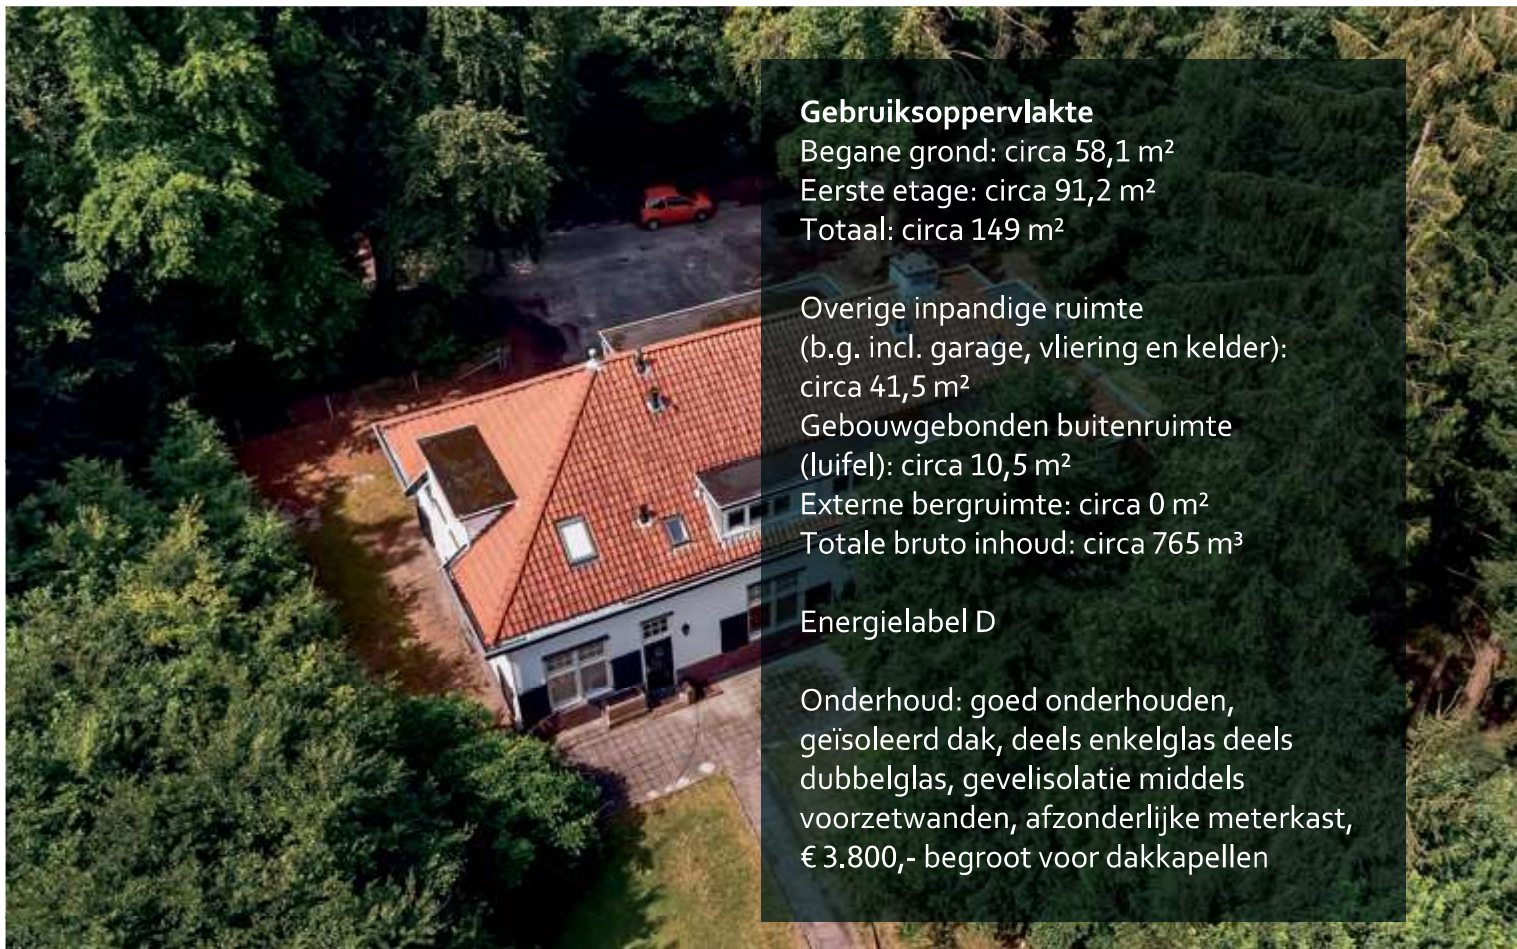 Gebruiksoppervlakte
Begane grond: circa 58,1 m²
Eerste etage: circa 91,2 m²
Totaal: circa 149 m²
Overige inpandige ruimte
(b.g. incl. garage, vliering en kelder):
circa 41,5 m²
Gebouwgebonden buitenruimte
(luifel): circa 10,5 m²
Externe bergruimte: circa 0 m²
Totale bruto inhoud: circa 765 m³
Energielabel D
Onderhoud: goed onderhouden,
geïsoleerd dak, deels enkelglas deels
dubbelglas, gevelisolatie middels
voorzetwanden, afzonderlijke meterkast,
€ 3.800,- begroot voor dakkapellen